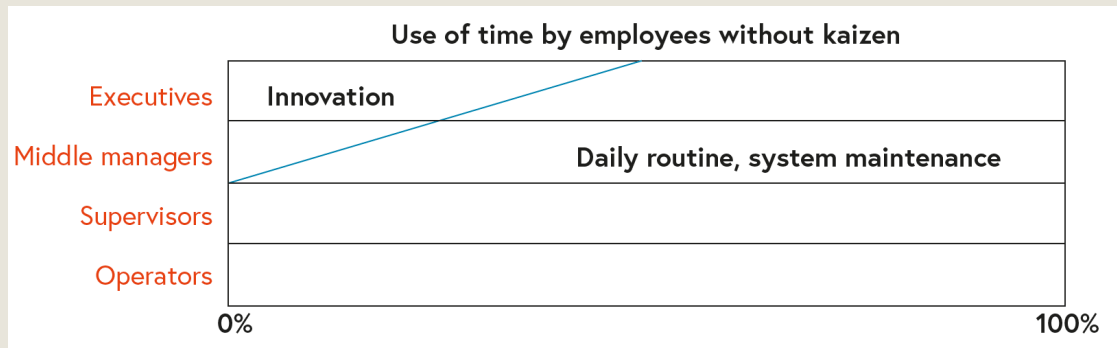 Use of time by employees without kaizen
Executives
Innovation
Middle managers
Daily routine, system maintenance
Supervisors
Operators
0%
100%